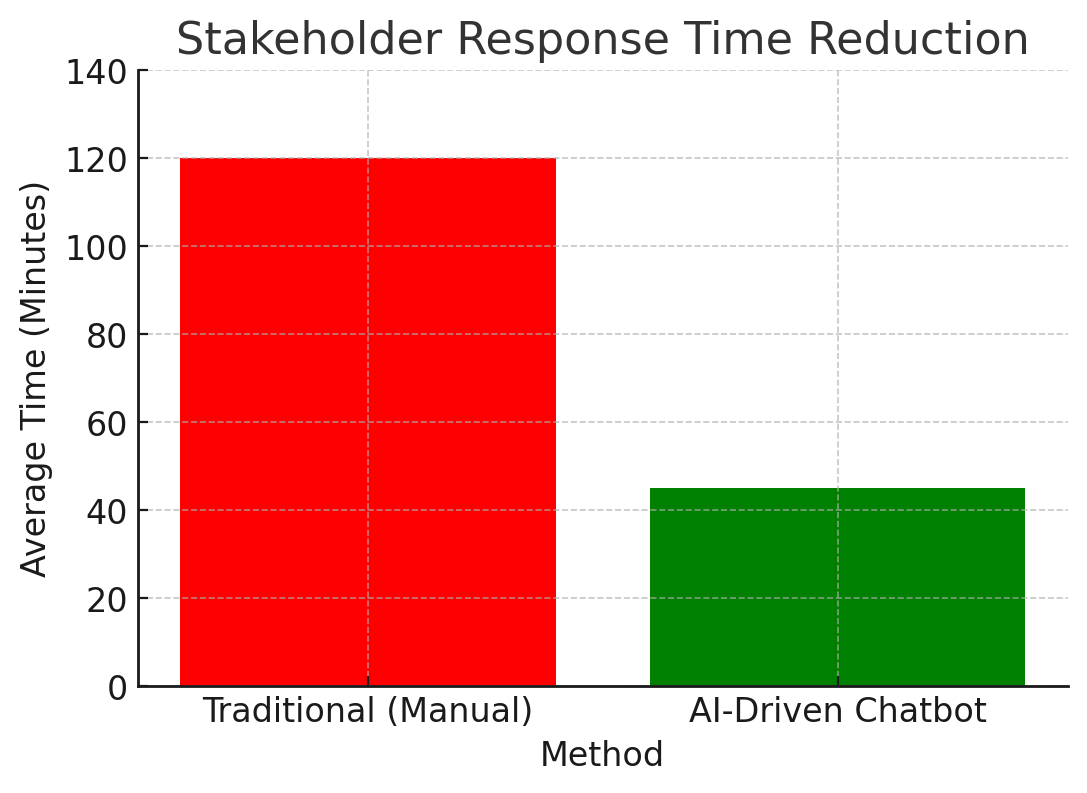 Stakeholder Response Time Reduction
Average Time (Minutes)
140
120
100
80
60
40
20
0
Traditional (Manual)
AI-Driven Chatbot
Method